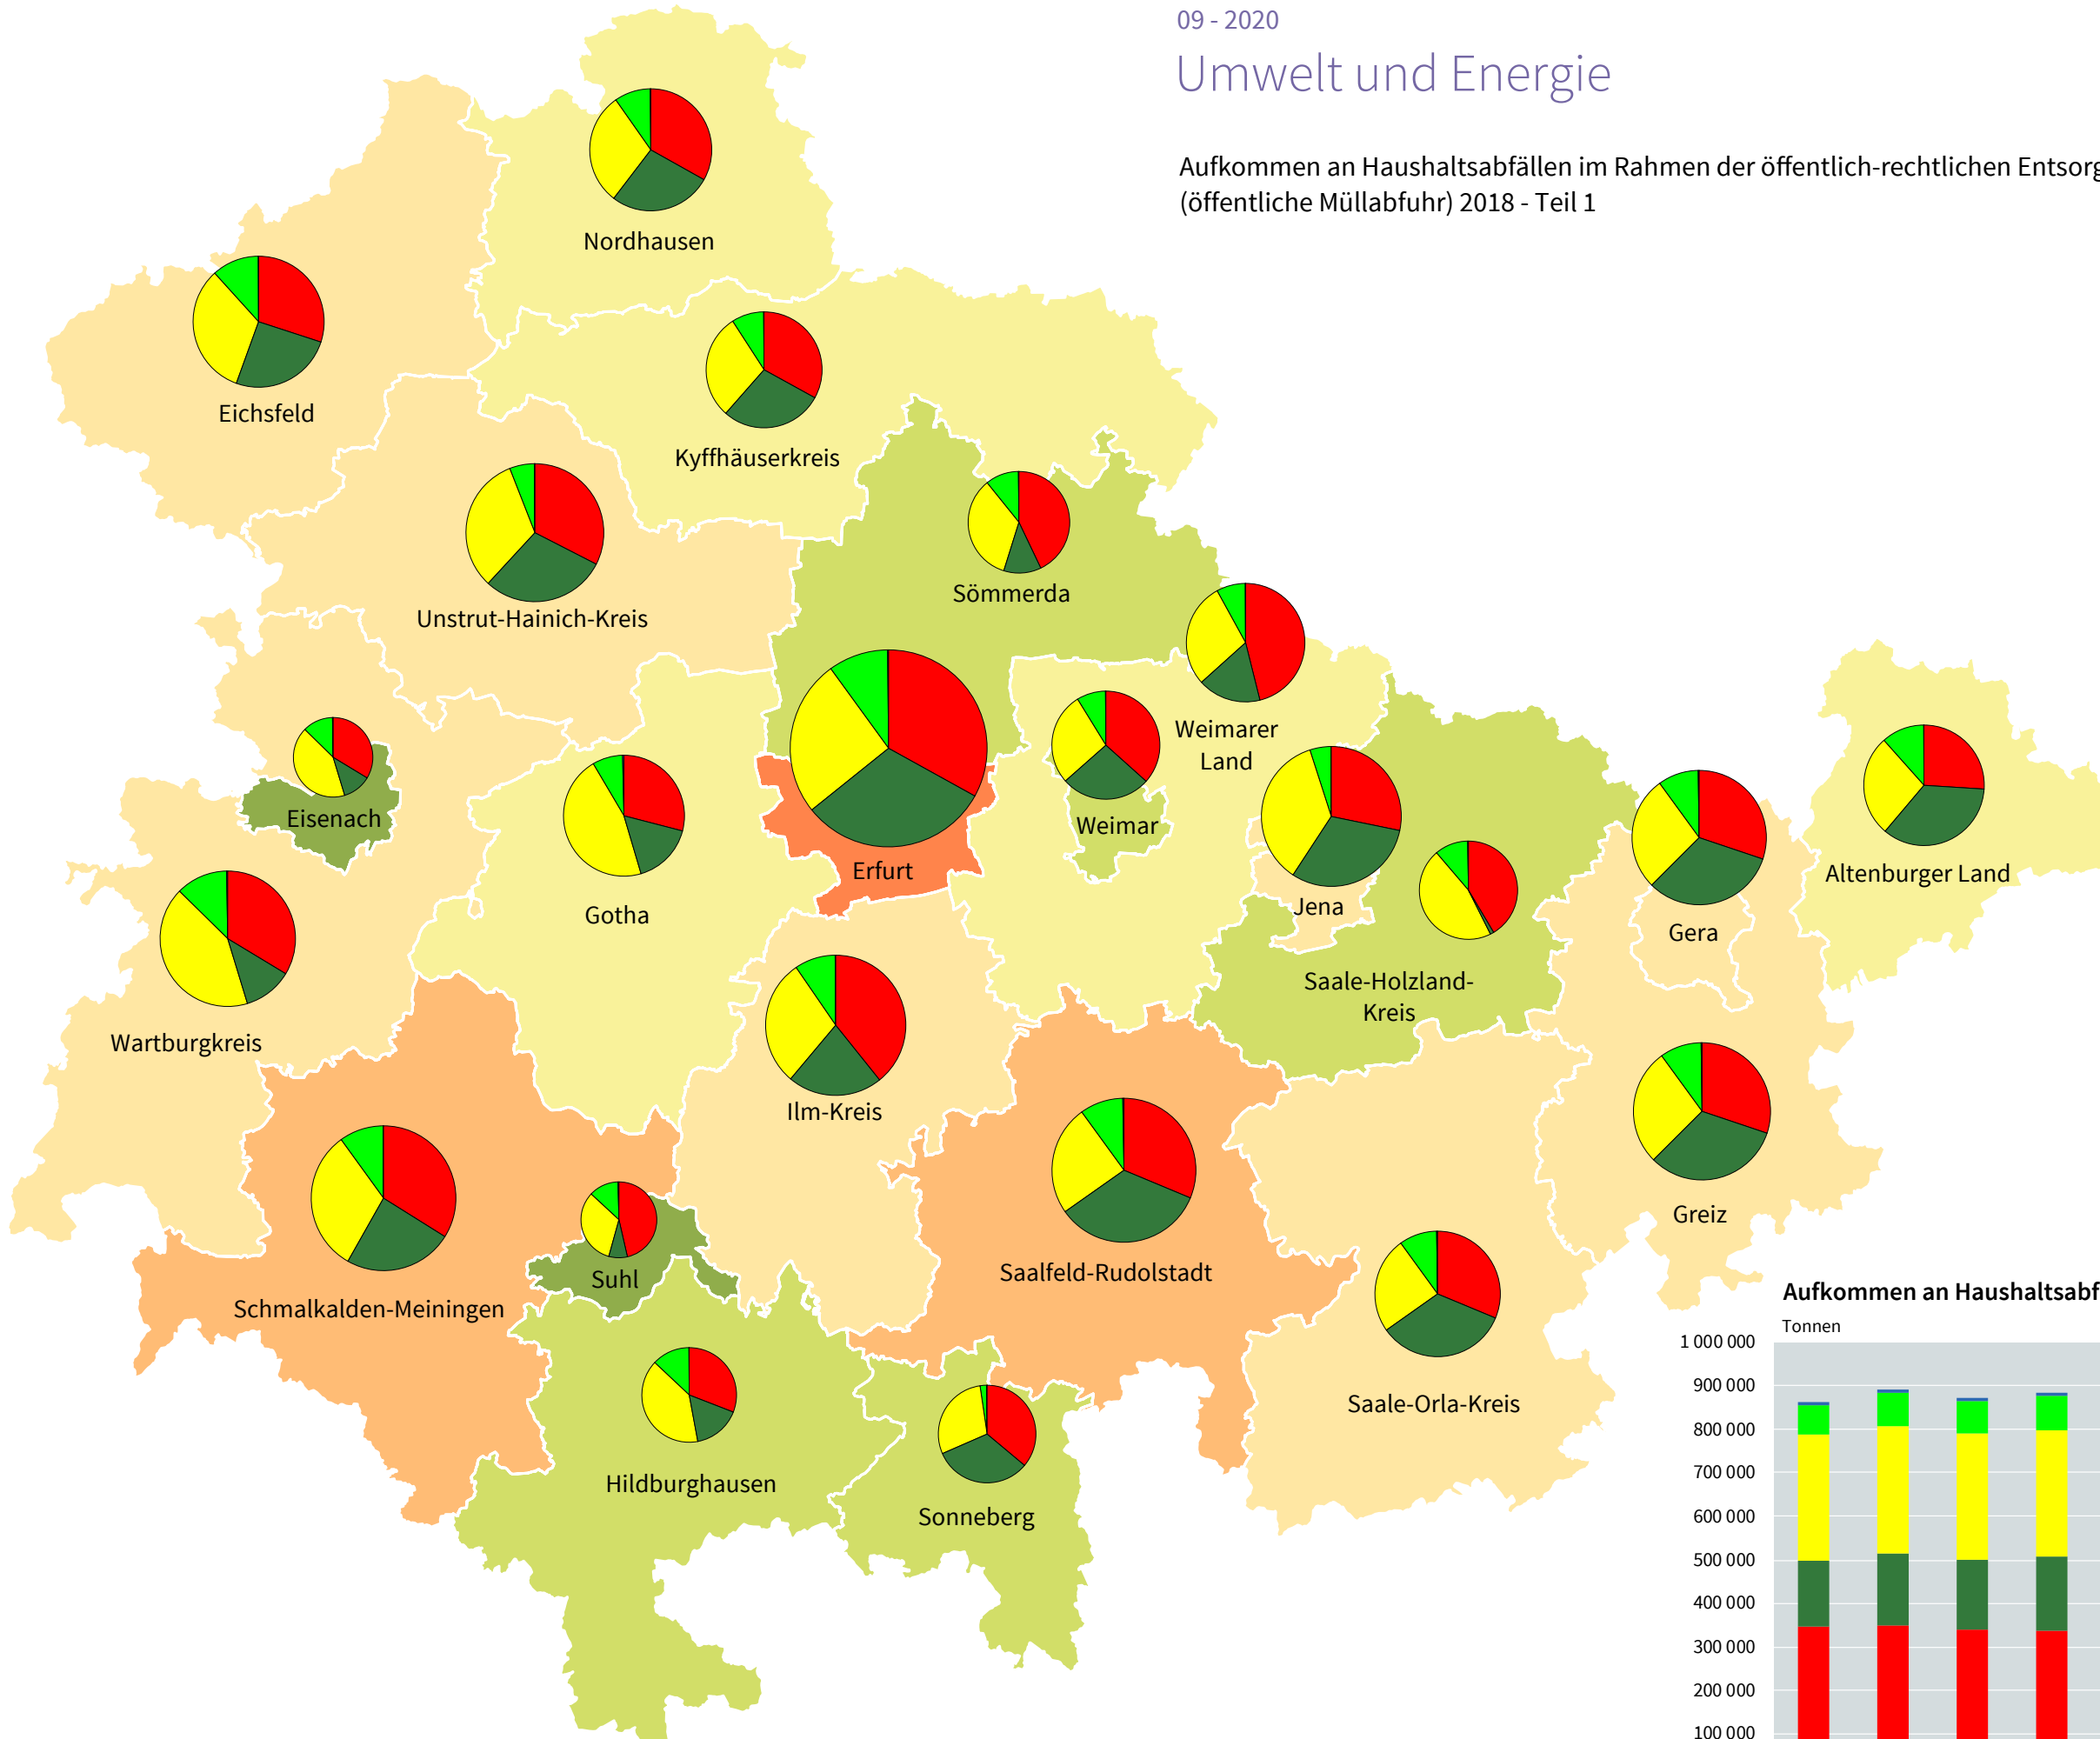 09 - 2020
Umwelt und Energie
Aufkommen an Haushaltsabfällen im Rahmen der öffentlich-rechtlichen Entsorg
(öffentliche Müllabfuhr) 2018 - Teil 1
Nordhausen
Eichsfeld
Kyffhäuserkreis
Unstrut-Hainich-Kreis
Sömmerda
Weimarer
Land
Eisenach
Weimar
Erfurt
Altenburger Land
Gotha
Jena
Gera
Saale-Holzland-
Kreis
Wartburgkreis
Ilm-Kreis
Greiz
Suhl
Saalfeld-Rudolstadt
Schmalkalden-Meiningen
Saale-Orla-Kreis
Hildburghausen
Sonneberg
Aufkommen an Haushaltsabf
Tonnen
1 000 000
900 000
800 000
700 000
600 000
500 000
400 000
300 000
200 000
100 000